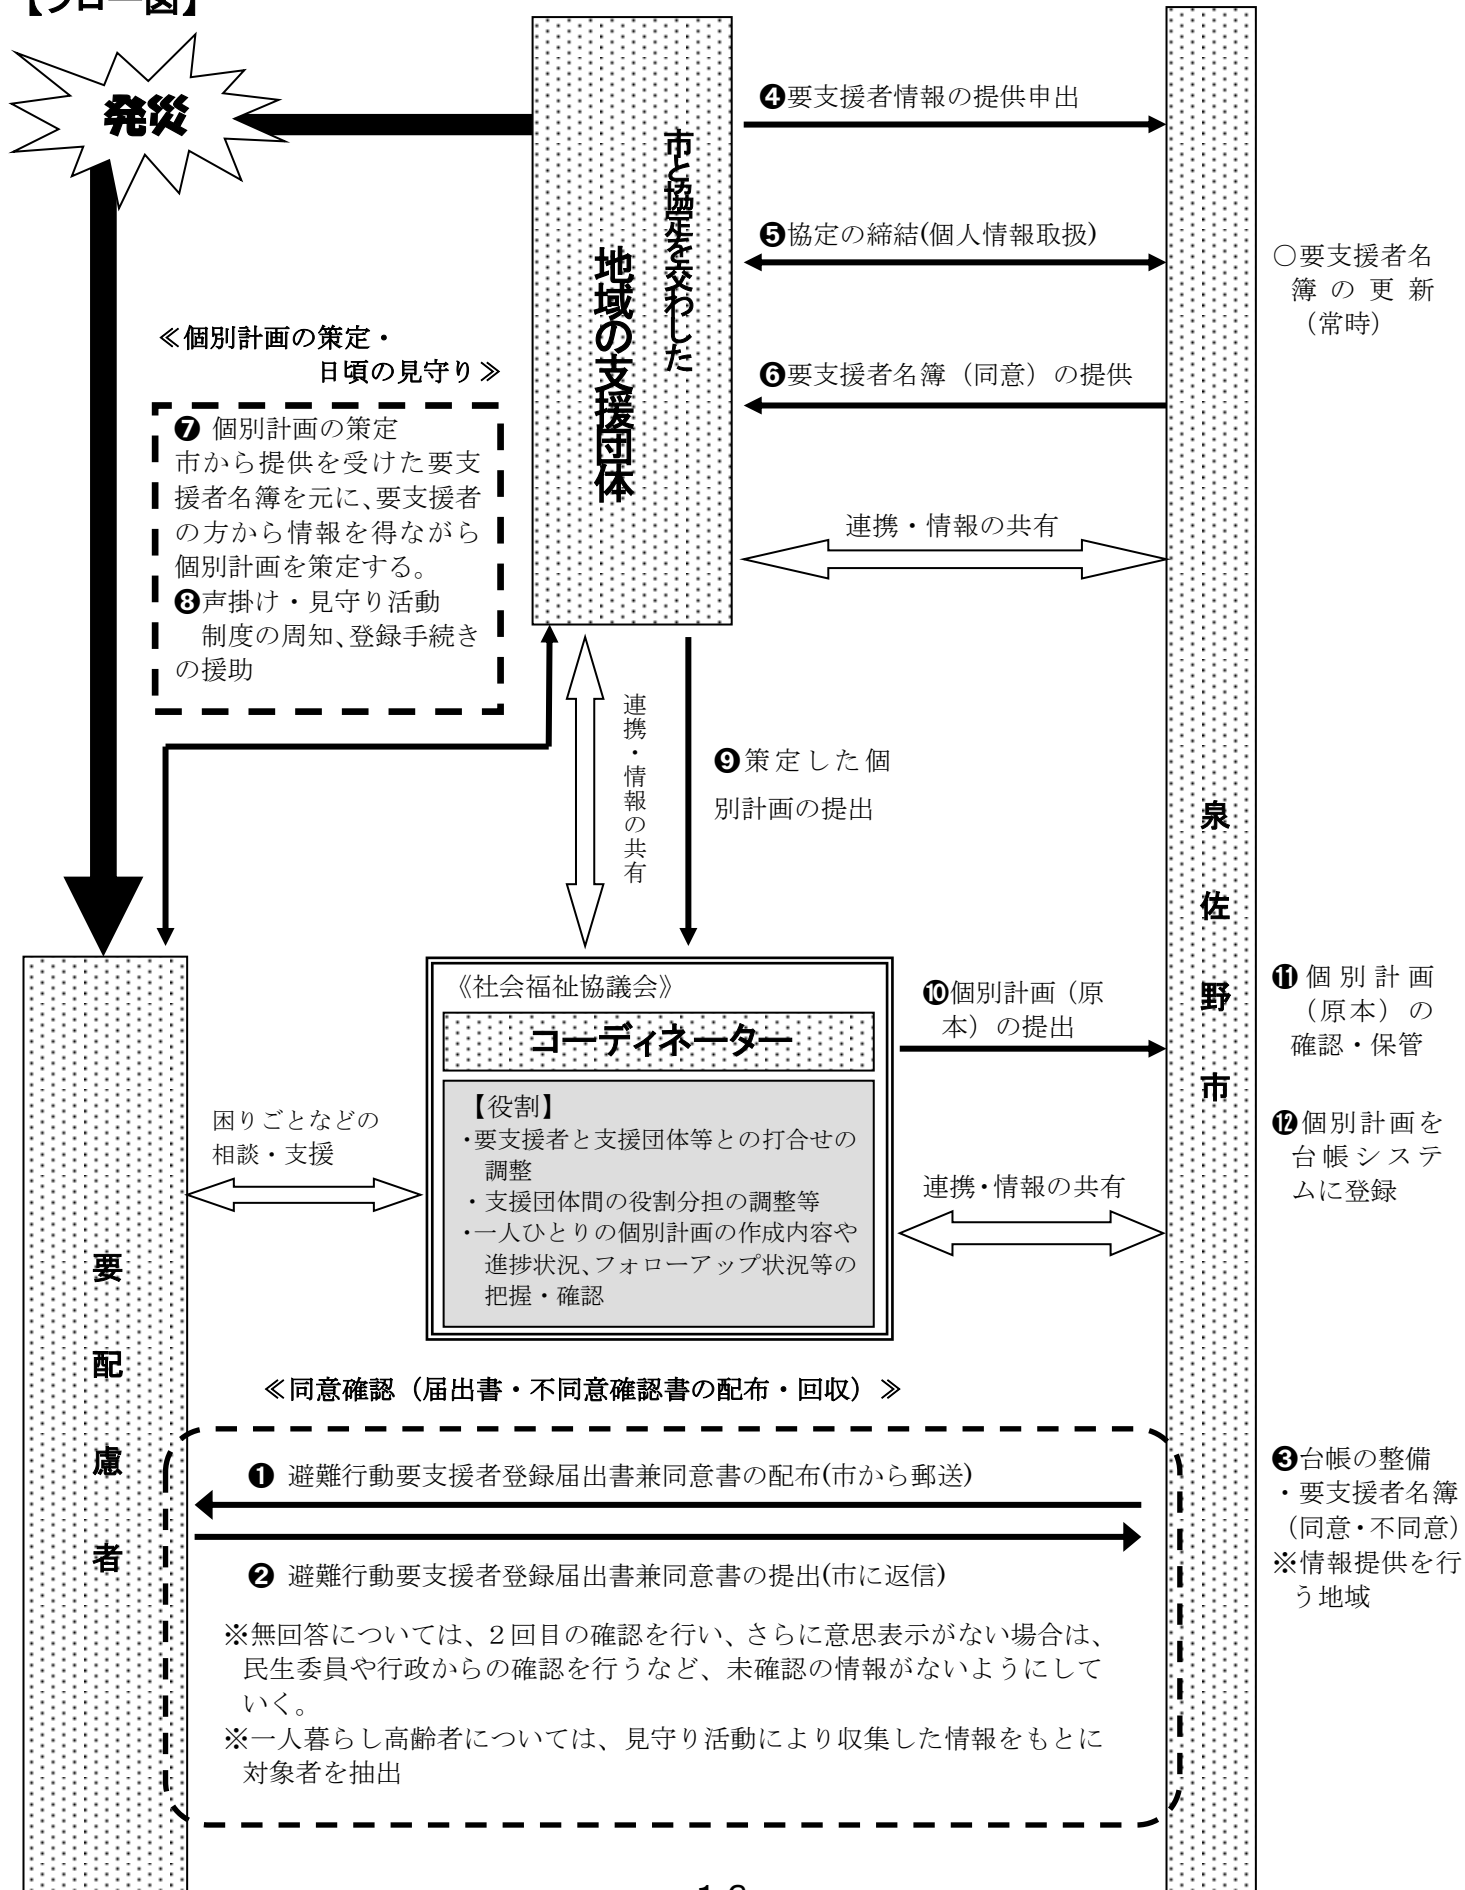 【フロー図】
発災
市と協定を交わした
地域の支援団体
❹要支援者情報の提供申出
❺協定の締結(個人情報取扱)
❻要支援者名簿（同意）の提供
○要支援者名
簿の更新
（常時）
≪個別計画の策定・
日頃の見守り≫
❼ 個別計画の策定
市から提供を受けた要支
援者名簿を元に、要支援者
の方から情報を得ながら
個別計画を策定する。
❽声掛け・見守り活動
制度の周知、登録手続き
の援助
連携・情報の共有
連携・情報の共有
❾策定した個
別計画の提出
泉佐野市
《社会福祉協議会》
コーディネーター
【役割】
・要支援者と支援団体等との打合せの
調整
・支援団体間の役割分担の調整等
・一人ひとりの個別計画の作成内容や
進捗状況、フォローアップ状況等の
把握・確認
❿個別計画（原
本）の提出
⓫個別計画
（原本）の
確認・保管
⓬個別計画を
台帳システ
ムに登録
困りごとなどの
相談・支援
連携・情報の共有
要配慮者
≪同意確認（届出書・不同意確認書の配布・回収）≫
❶ 避難行動要支援者登録届出書兼同意書の配布(市から郵送)
❷ 避難行動要支援者登録届出書兼同意書の提出(市に返信)
※無回答については、２回目の確認を行い、さらに意思表示がない場合は、
民生委員や行政からの確認を行うなど、未確認の情報がないようにして
いく。
※一人暮らし高齢者については、見守り活動により収集した情報をもとに
対象者を抽出
❸台帳の整備
・要支援者名簿
（同意・不同意）
※情報提供を行
う地域